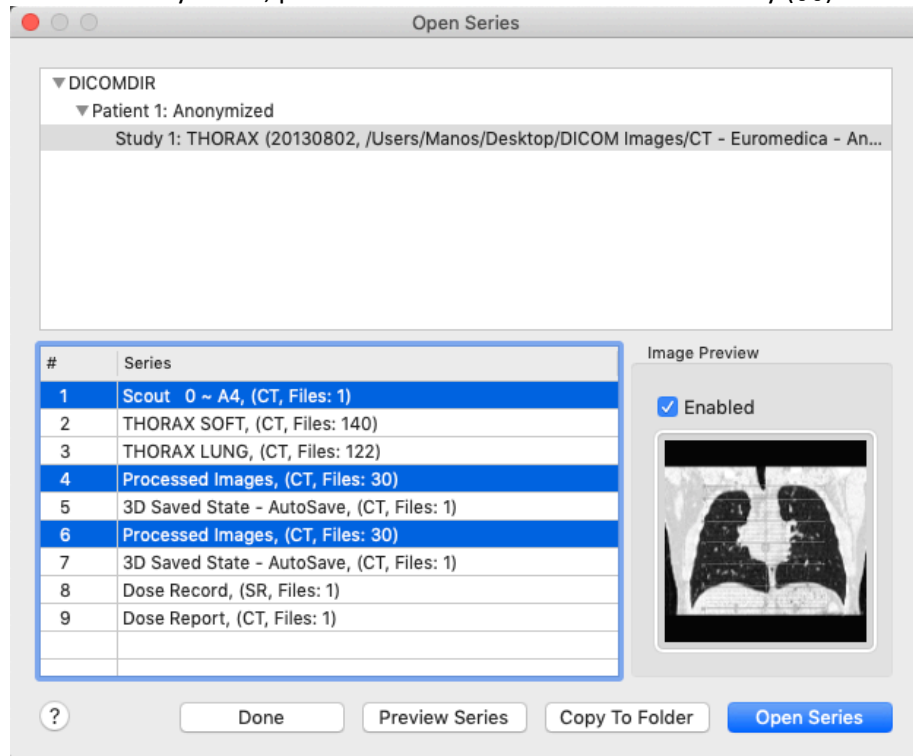 Open Series
DICOMDIR
Patient 1: Anonymized
Study 1: THORAX (20130802, /Users/Manos/Desktop/DICOM Images/CT - Euromedica - An...
# Series
1 Scout 0 ~ A4, (CT, Files: 1)
2 THORAX SOFT, (CT, Files: 140)
3 THORAX LUNG, (CT, Files: 122)
4 Processed Images, (CT, Files: 30)
5 3D Saved State - AutoSave, (CT, Files: 1)
6 Processed Images, (CT, Files: 30)
7 3D Saved State - AutoSave, (CT, Files: 1)
8 Dose Record, (SR, Files: 1)
9 Dose Report, (CT, Files: 1)
Image Preview
Enabled
? Done Preview Series Copy To Folder Open Series